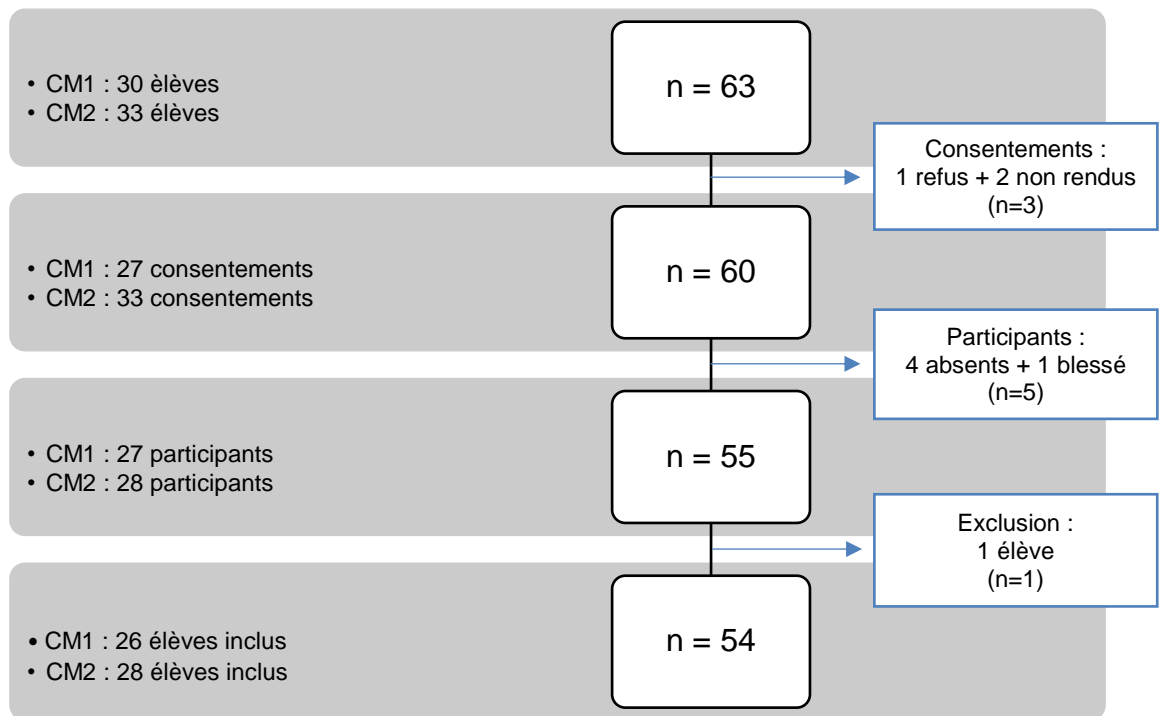 • CM1 : 30 èlèves
• CM2 : 33 élèves
n = 63
Consentements :
1 refus + 2 non rendus
(n=3)
• CM1 : 27 consentements
• CM2 : 33 consentements
n = 60
Participants :
4 absents + 1 blessé
(n=5)
• CM1 : 27 participants
• CM2 : 28 participants
n = 55
Exclusion :
1 élève
(n=1)
• CM1 : 26 élèves inclus
• CM2 : 28 élèves inclus
n = 54